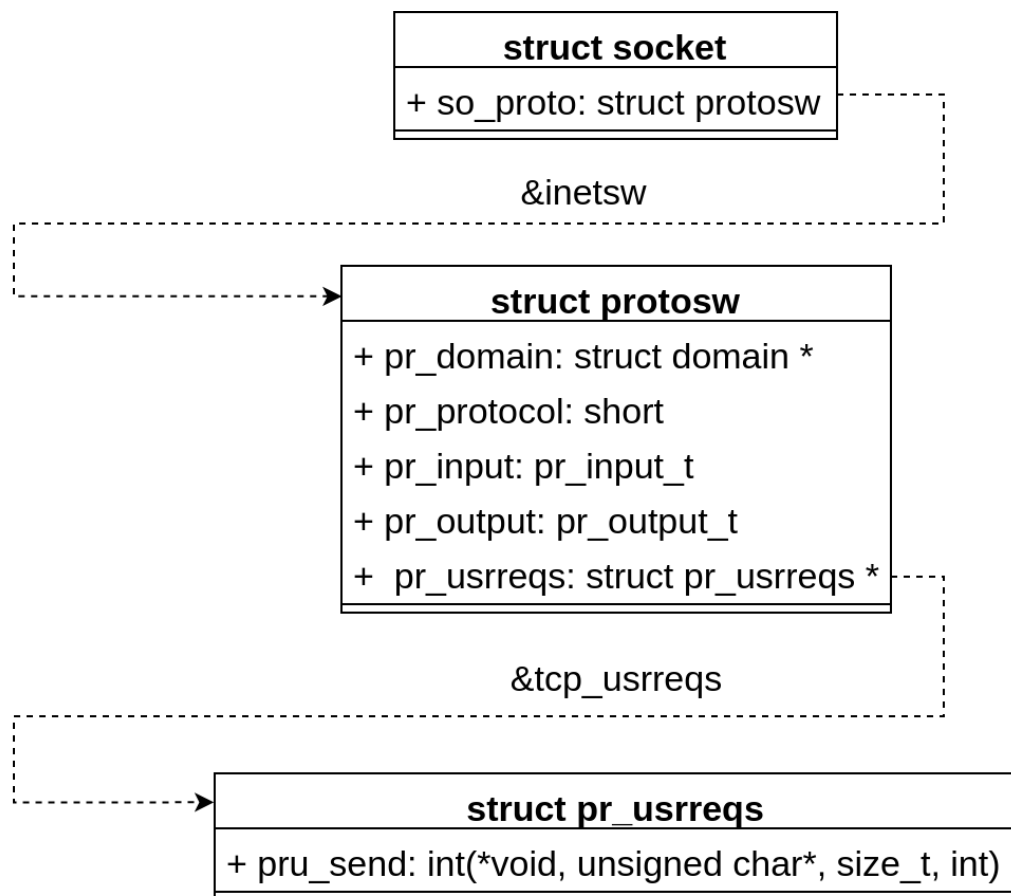 struct socket
+ so_proto: struct protosw
&inetsw
struct protosw
+ pr_domain: struct domain *
+ pr_protocol: short
+ pr_input: pr_input_t
+ pr_output: pr_output_t
+  pr_usrreqs: struct pr_usrreqs *
&tcp_usrreqs
struct pr_usrreqs
+ pru_send: int(*void, unsigned char*, size_t, int)